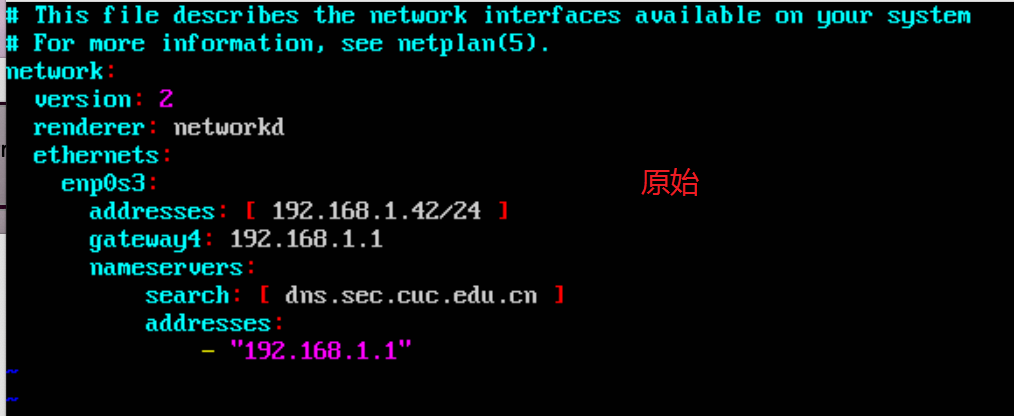 # This file describes the network interfaces available on your system
# For more information, see netplan(5).
network:
  version: 2
  renderer: networkd
  ethernets:
    enp0s3:
原始
      addresses: [ 192.168.1.42/24 ]
      gateway4: 192.168.1.1
      nameservers:
          search: [ dns.sec.cuc.edu.cn ]
          addresses:
              - "192.168.1.1"
~
~